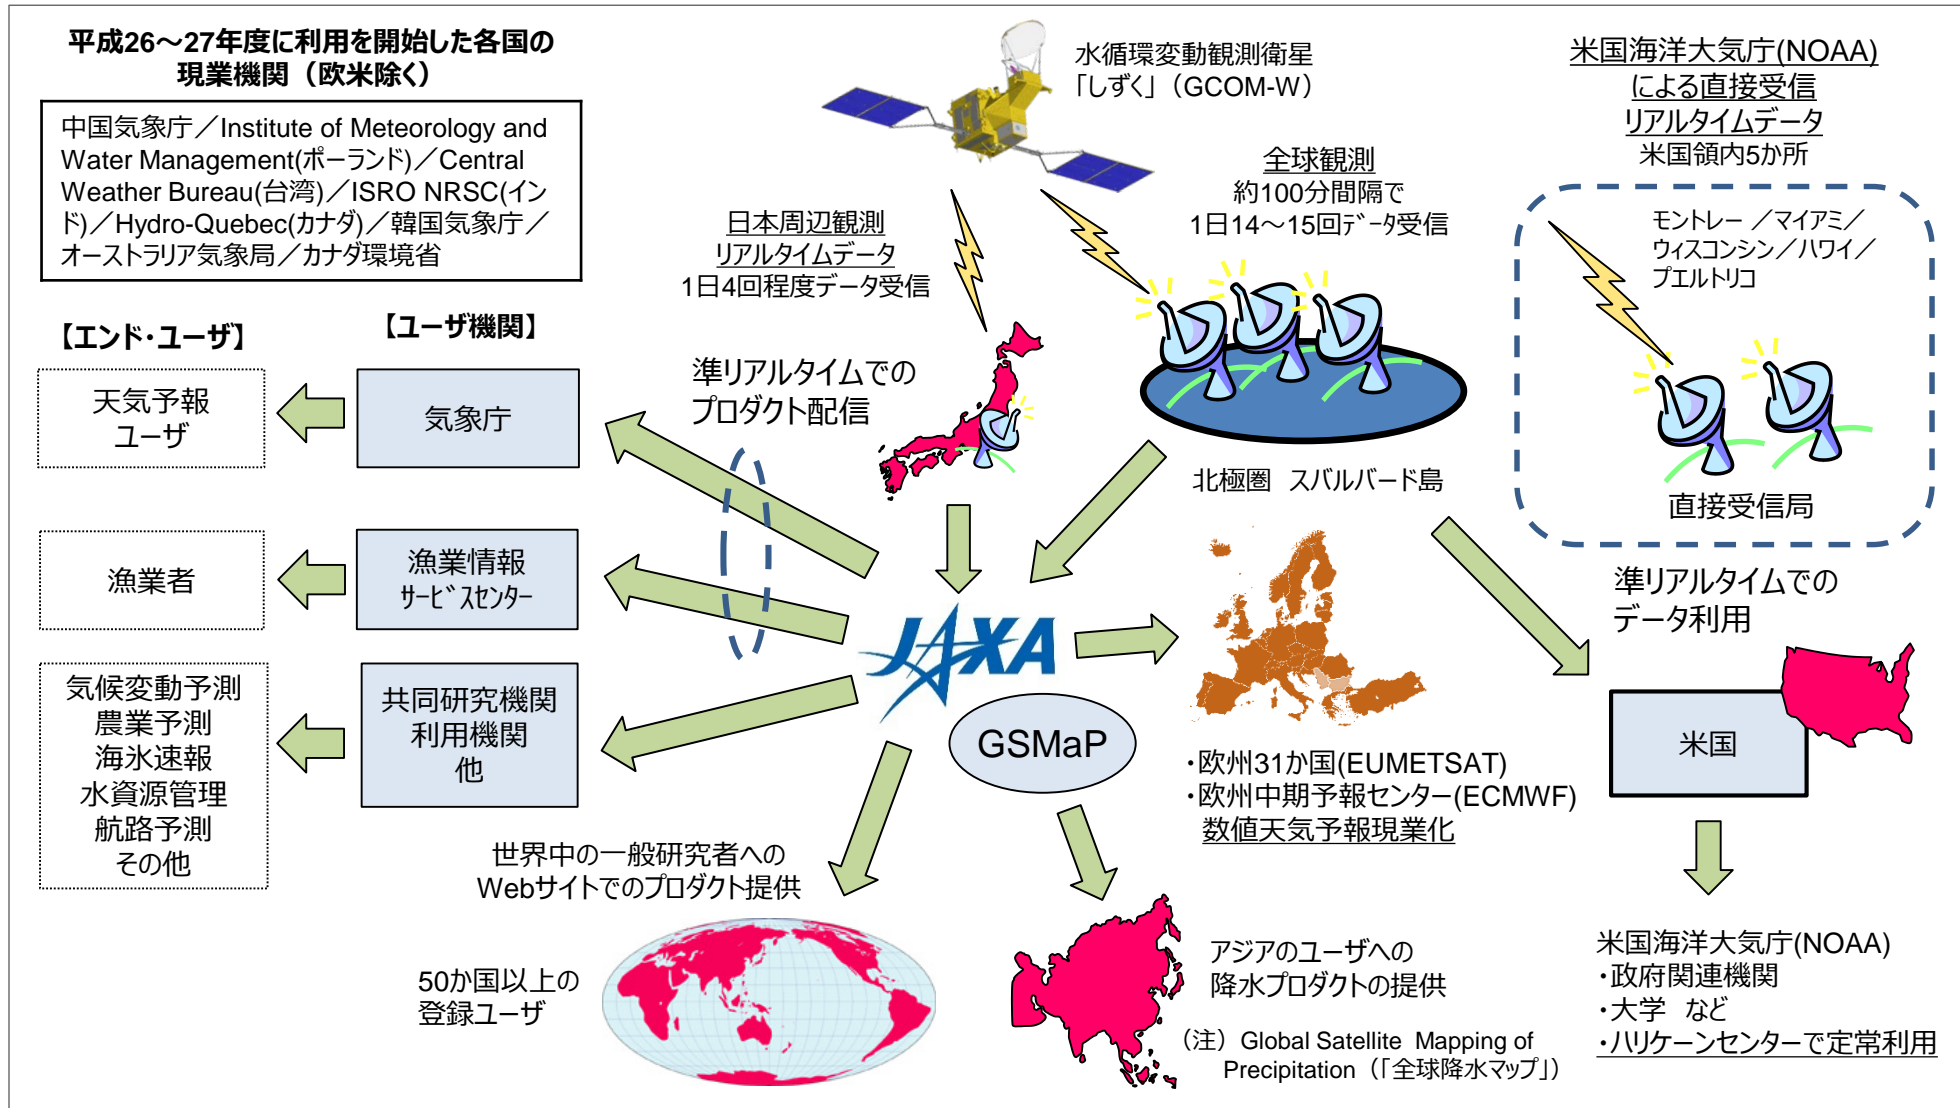 平成26～27年度に利用を開始した各国の
現業機関（欧米除く）
中国気象庁／Institute of Meteorology and
Water Management(ポーランド)／Central
Weather Bureau(台湾)／ISRO NRSC(イン
ド)／Hydro-Quebec(カナダ)／韓国気象庁／
オーストラリア気象局／カナダ環境省
水循環変動観測衛星
「しずく」（GCOM-W）
米国海洋大気庁(NOAA)
による直接受信
リアルタイムデータ
米国領内5か所
全球観測
約100分間隔で
1日14～15回ﾃﾞｰﾀ受信
日本周辺観測
リアルタイムデータ
1日4回程度データ受信
モントレー ／マイアミ／
ウィスコンシン／ハワイ／
プエルトリコ
直接受信局
【エンド・ユーザ】
【ユーザ機関】
準リアルタイムでの
プロダクト配信
天気予報
ユーザ
気象庁
北極圏　スバルバード島
漁業者
漁業情報
ｻｰﾋﾞｽｾﾝﾀｰ
準リアルタイムでの
データ利用
JAXA
気候変動予測
農業予測
海氷速報
水資源管理
航路予測
その他
共同研究機関
利用機関
他
GSMaP
・欧州31か国(EUMETSAT)
・欧州中期予報センター(ECMWF)
数値天気予報現業化
米国
世界中の一般研究者への
Webサイトでのプロダクト提供
50か国以上の
登録ユーザ
アジアのユーザへの
降水プロダクトの提供
（注） Global Satellite Mapping of
Precipitation（「全球降水マップ」）
米国海洋大気庁(NOAA)
・政府関連機関
・大学　など
・ハリケーンセンターで定常利用